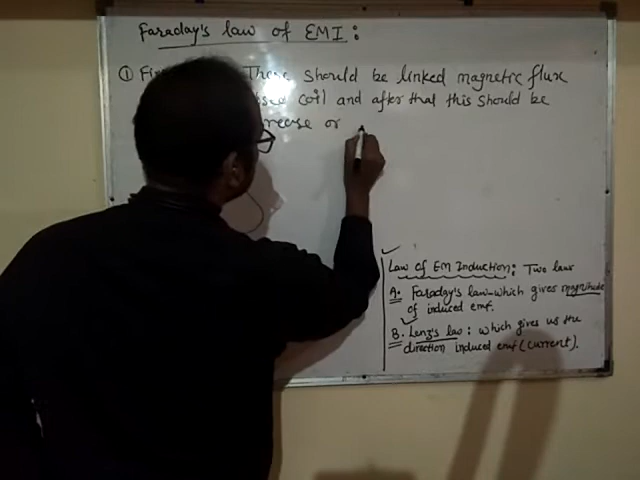 Faraday's law of EMI :
① There should be linked magnetic flux
coil and after that this should be
or
Law of EM Induction: Two law
A. Faraday's law-which gives magnitude
of induced emf.
B. Lenz's law : which gives us the
direction induced emf (current).